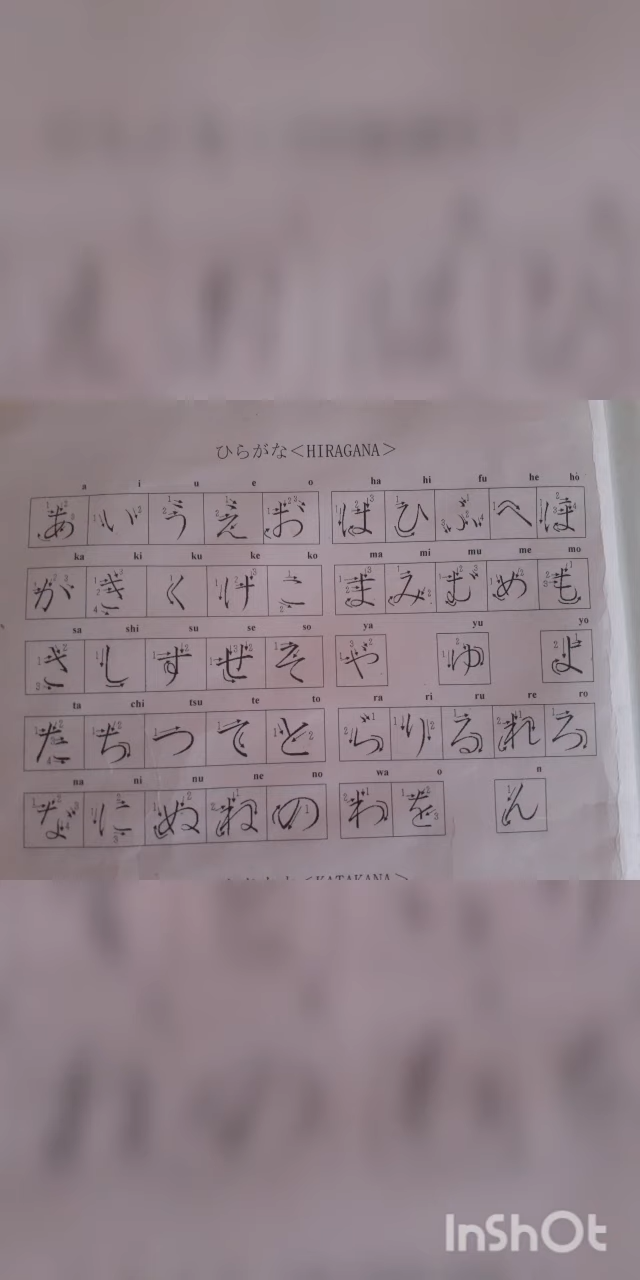 ひらがな＜HIRAGANA＞
a i u e o ha hi fu he ho
あ い う え お は ひ ふ へ ほ
ka ki ku ke ko ma mi mu me mo
か き く け こ ま み む め も
sa shi su se so ya yu yo
さ し す せ そ や ゆ よ
ta chi tsu te to ra ri ru re ro
た ち つ て と ら り る れ ろ
na ni nu ne no wa o n
な に ぬ ね の わ を ん
＜KATAKANA＞
InShOt